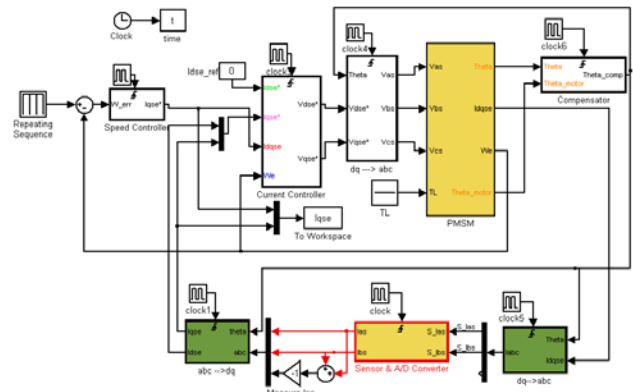 Clock
t
time
Idse_ref
0
clock
clock4
clock6
Repeating
Sequence
W_err
Iqse*
Speed Controller
Idse*
Iqse*
Idqse
We
Vdse*
Vqse*
Current Controller
Theta
Vdse*
Vqse*
Vas
Vbs
Vcs
dq ---> abc
TL
Vas
Vbs
Vcs
TL
Theta
Idqse
We
Theta_motor
PMSM
Theta
Theta_motor
Theta_comp
Compensator
Iqse
To Workspace
clock1
Iqse
Idse
theta
abc
abc -->dq
-1
clock
Ias
Ibs
S_Ias
S_Ibs
Sensor & A/D Converter
S_Ias
S_Ibs
clock5
Iabc
Theta
Idqse
dq-->abc